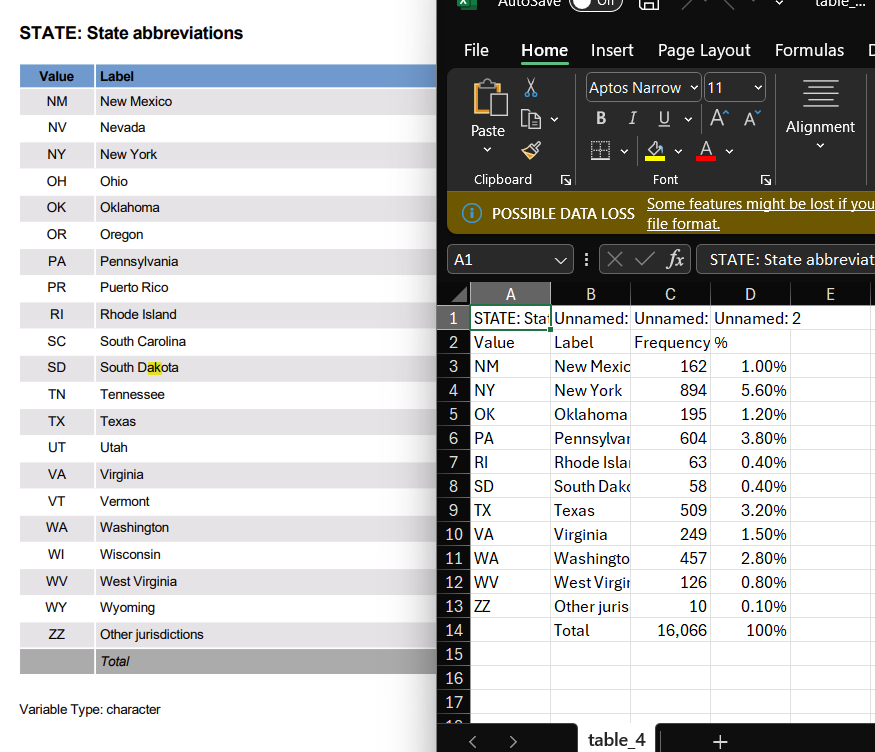 STATE: State abbreviations
Value Label
NM New Mexico
NV Nevada
NY New York
OH Ohio
OK Oklahoma
OR Oregon
PA Pennsylvania
PR Puerto Rico
RI Rhode Island
SC South Carolina
SD South Dakota
TN Tennessee
TX Texas
UT Utah
VA Virginia
VT Vermont
WA Washington
WI Wisconsin
WV West Virginia
WY Wyoming
ZZ Other jurisdictions
Total
Variable Type: character
AutoSave Off table_...
File Home Insert Page Layout Formulas D
Paste
Clipboard
Aptos Narrow 11
B I U A A
A
Font
Alignment
POSSIBLE DATA LOSS Some features might be lost if you
file format.
A1 fx STATE: State abbreviat
A B C D E
1 STATE: Stat Unnamed: Unnamed: Unnamed: 2
2 Value Label Frequency %
3 NM New Mexic 162 1.00%
4 NY New York 894 5.60%
5 OK Oklahoma 195 1.20%
6 PA Pennsylvar 604 3.80%
7 RI Rhode Islar 63 0.40%
8 SD South Dako 58 0.40%
9 TX Texas 509 3.20%
10 VA Virginia 249 1.50%
11 WA Washingto 457 2.80%
12 WV West Virgir 126 0.80%
13 ZZ Other juris 10 0.10%
14 Total 16,066 100%
15
16
17
18
table_4